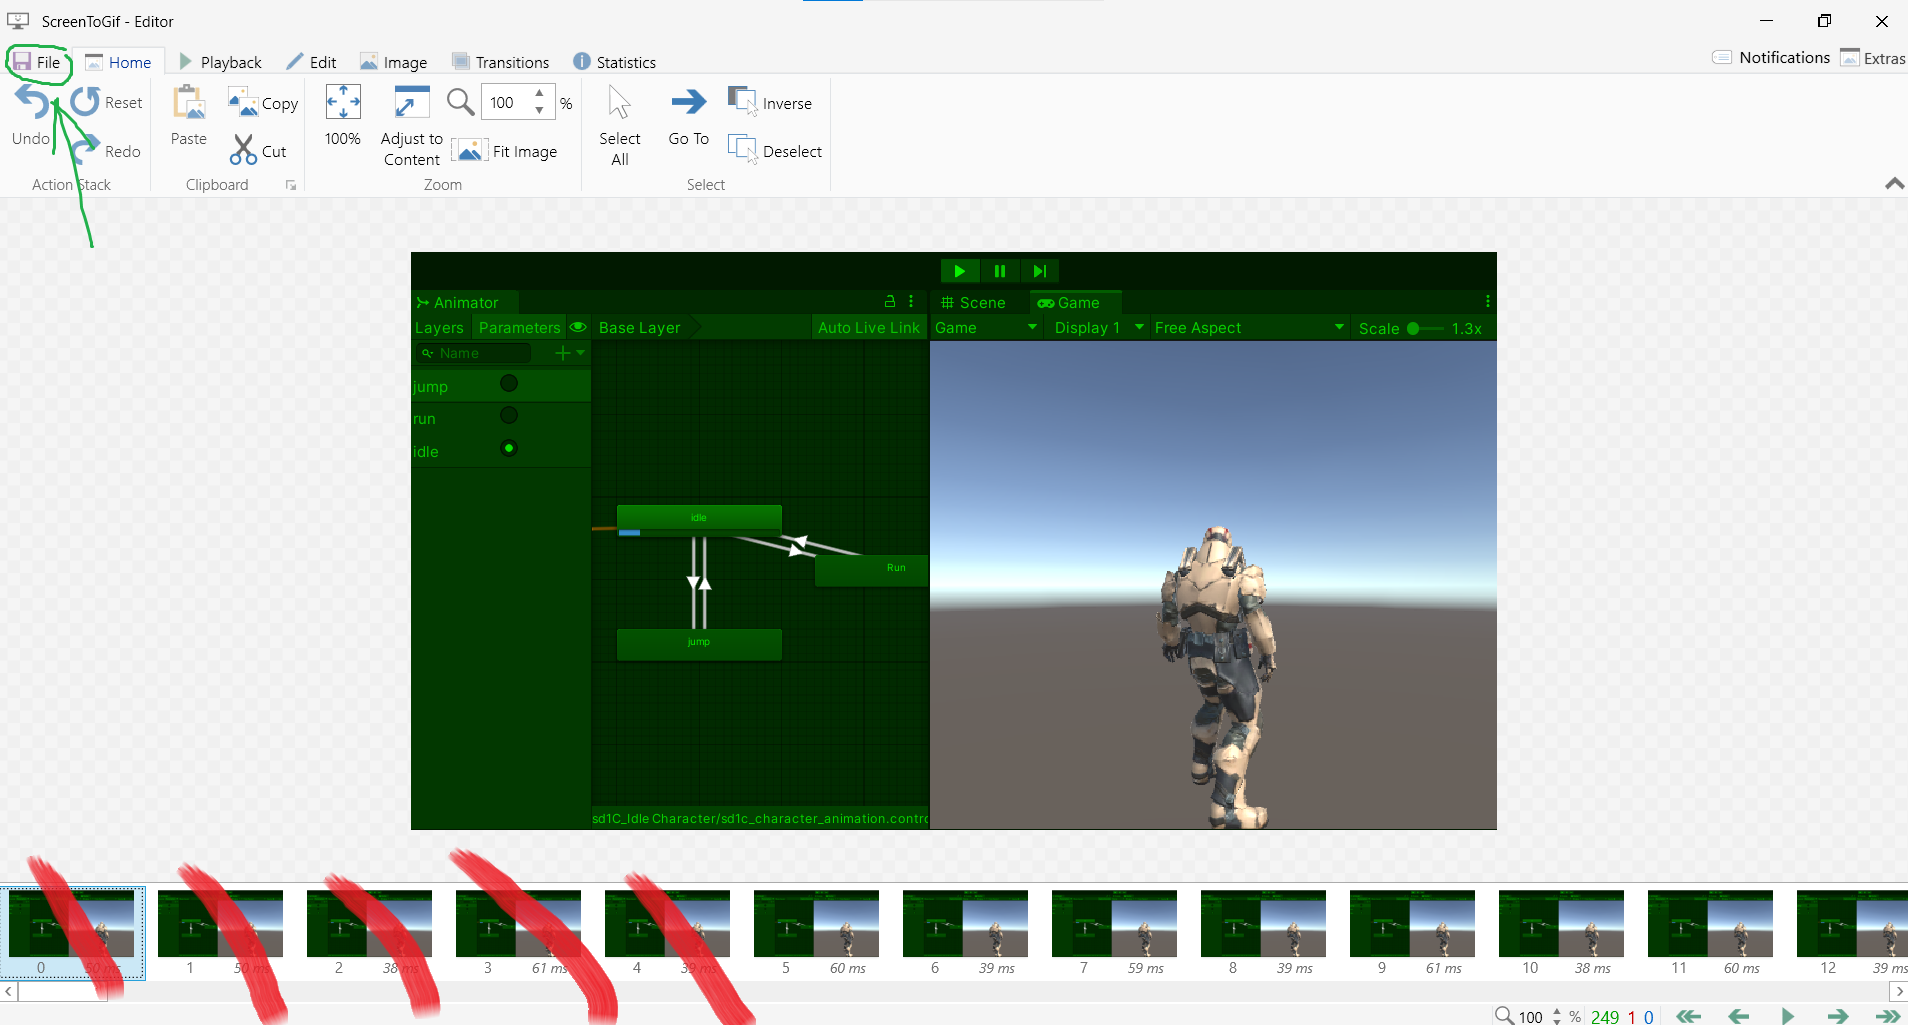 ScreenToGif - Editor
File Home Playback Edit Image Transitions Statistics Notifications Extras
Undo Reset Redo
Action Stack
Paste Copy Cut
Clipboard
100% Adjust to Content 100 % Fit Image
Zoom
Select All Go To Inverse Deselect
Select
Animator
Layers Parameters Base Layer Auto Live Link
Name
jump
run
idle
idle
Run
jump
sd1C_Idle Character/sd1c_character_animation.contro
Scene Game
Game Display 1 Free Aspect Scale 1.3x
0 50 ms
1 50 ms
2 38 ms
3 61 ms
4 39 ms
5 60 ms
6 39 ms
7 59 ms
8 39 ms
9 61 ms
10 38 ms
11 60 ms
12 39 ms
100 % 249 1 0